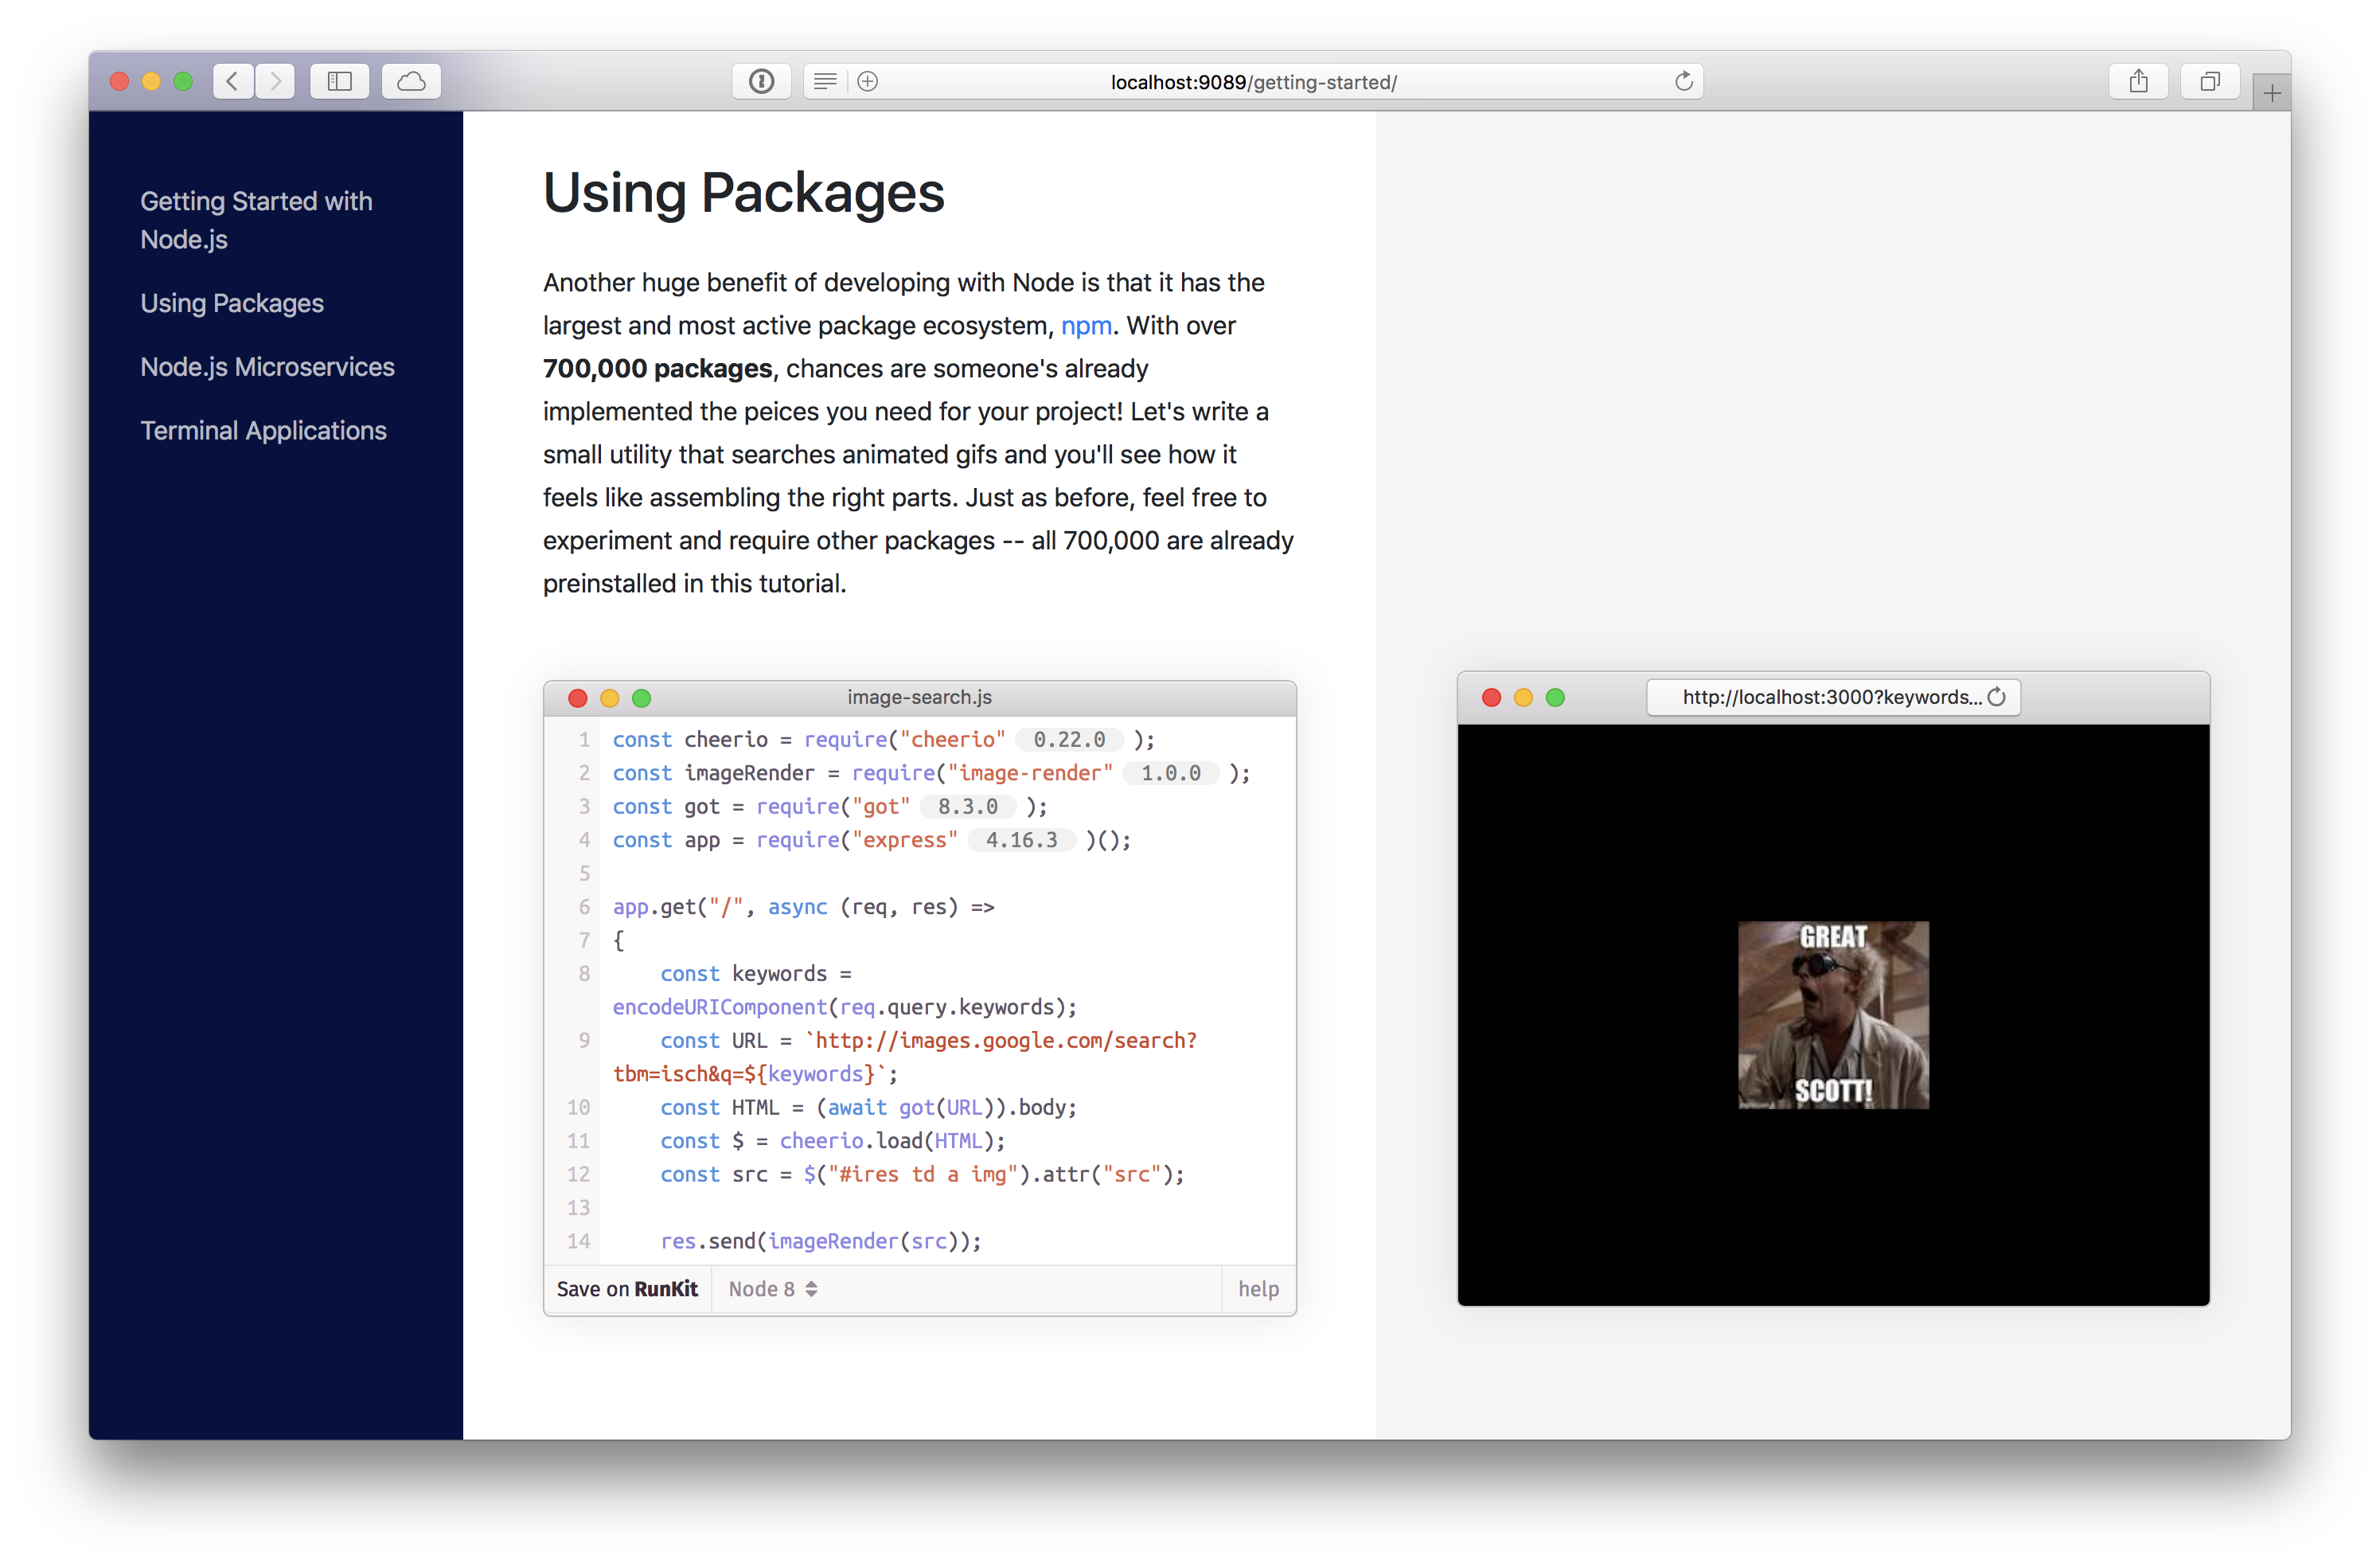 localhost:9089/getting-started/
Getting Started with
Node.js
Using Packages
Node.js Microservices
Terminal Applications
Using Packages
Another huge benefit of developing with Node is that it has the
largest and most active package ecosystem, npm. With over
700,000 packages, chances are someone's already
implemented the peices you need for your project! Let's write a
small utility that searches animated gifs and you'll see how it
feels like assembling the right parts. Just as before, feel free to
experiment and require other packages -- all 700,000 are already
preinstalled in this tutorial.
image-search.js
1 const cheerio = require("cheerio" 0.22.0 );
2 const imageRender = require("image-render" 1.0.0 );
3 const got = require("got" 8.3.0 );
4 const app = require("express" 4.16.3 )();
5
6 app.get("/", async (req, res) =>
7 {
8     const keywords =
encodeURIComponent(req.query.keywords);
9     const URL = `http://images.google.com/search?
tbm=isch&q=${keywords}`;
10     const HTML = (await got(URL)).body;
11     const $ = cheerio.load(HTML);
12     const src = $("#ires td a img").attr("src");
13
14     res.send(imageRender(src));
Save on RunKit
Node 8
help
http://localhost:3000?keywords...
GREAT
SCOTT!